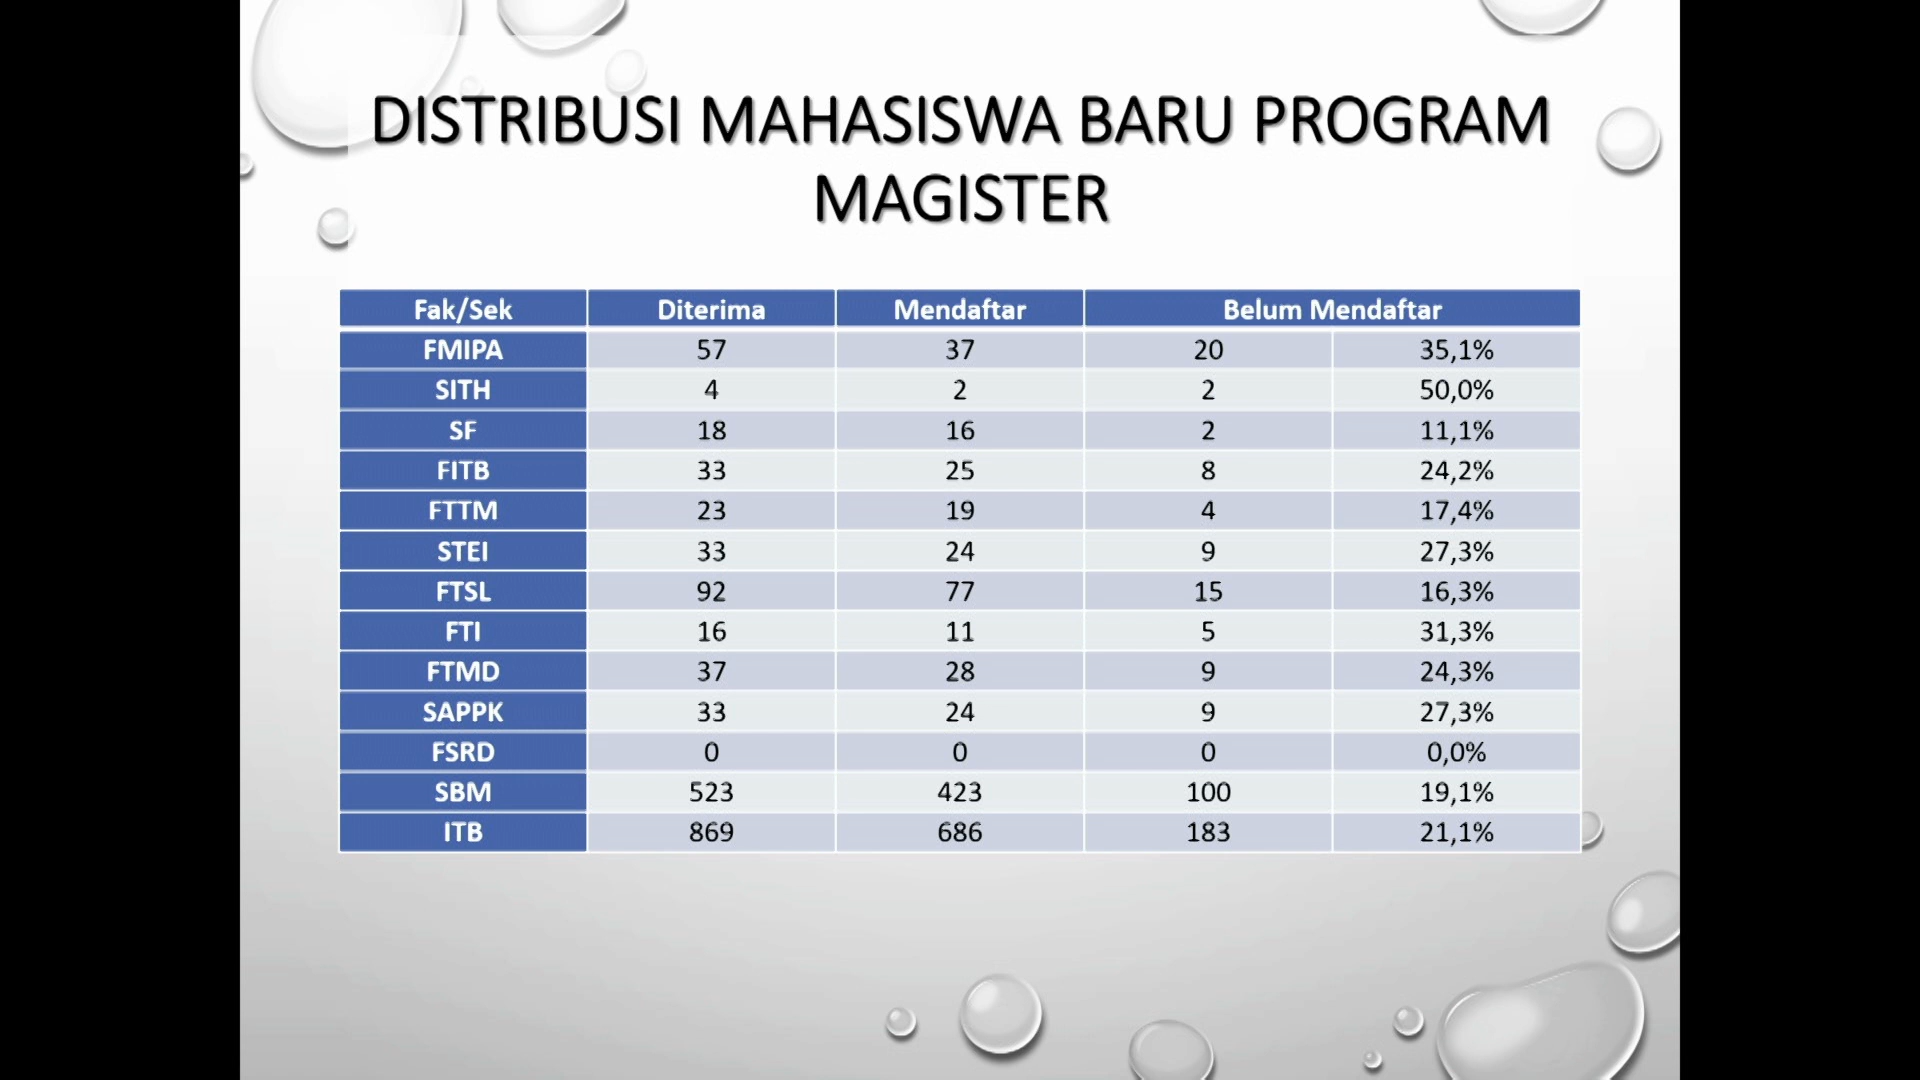 DISTRIBUSI MAHASISWA BARU PROGRAM
MAGISTER
Fak/Sek Diterima Mendaftar Belum Mendaftar
FMIPA 57 37 20 35,1%
SITH 4 2 2 50,0%
SF 18 16 2 11,1%
FITB 33 25 8 24,2%
FTTM 23 19 4 17,4%
STEI 33 24 9 27,3%
FTSL 92 77 15 16,3%
FTI 16 11 5 31,3%
FTMD 37 28 9 24,3%
SAPPK 33 24 9 27,3%
FSRD 0 0 0 0,0%
SBM 523 423 100 19,1%
ITB 869 686 183 21,1%